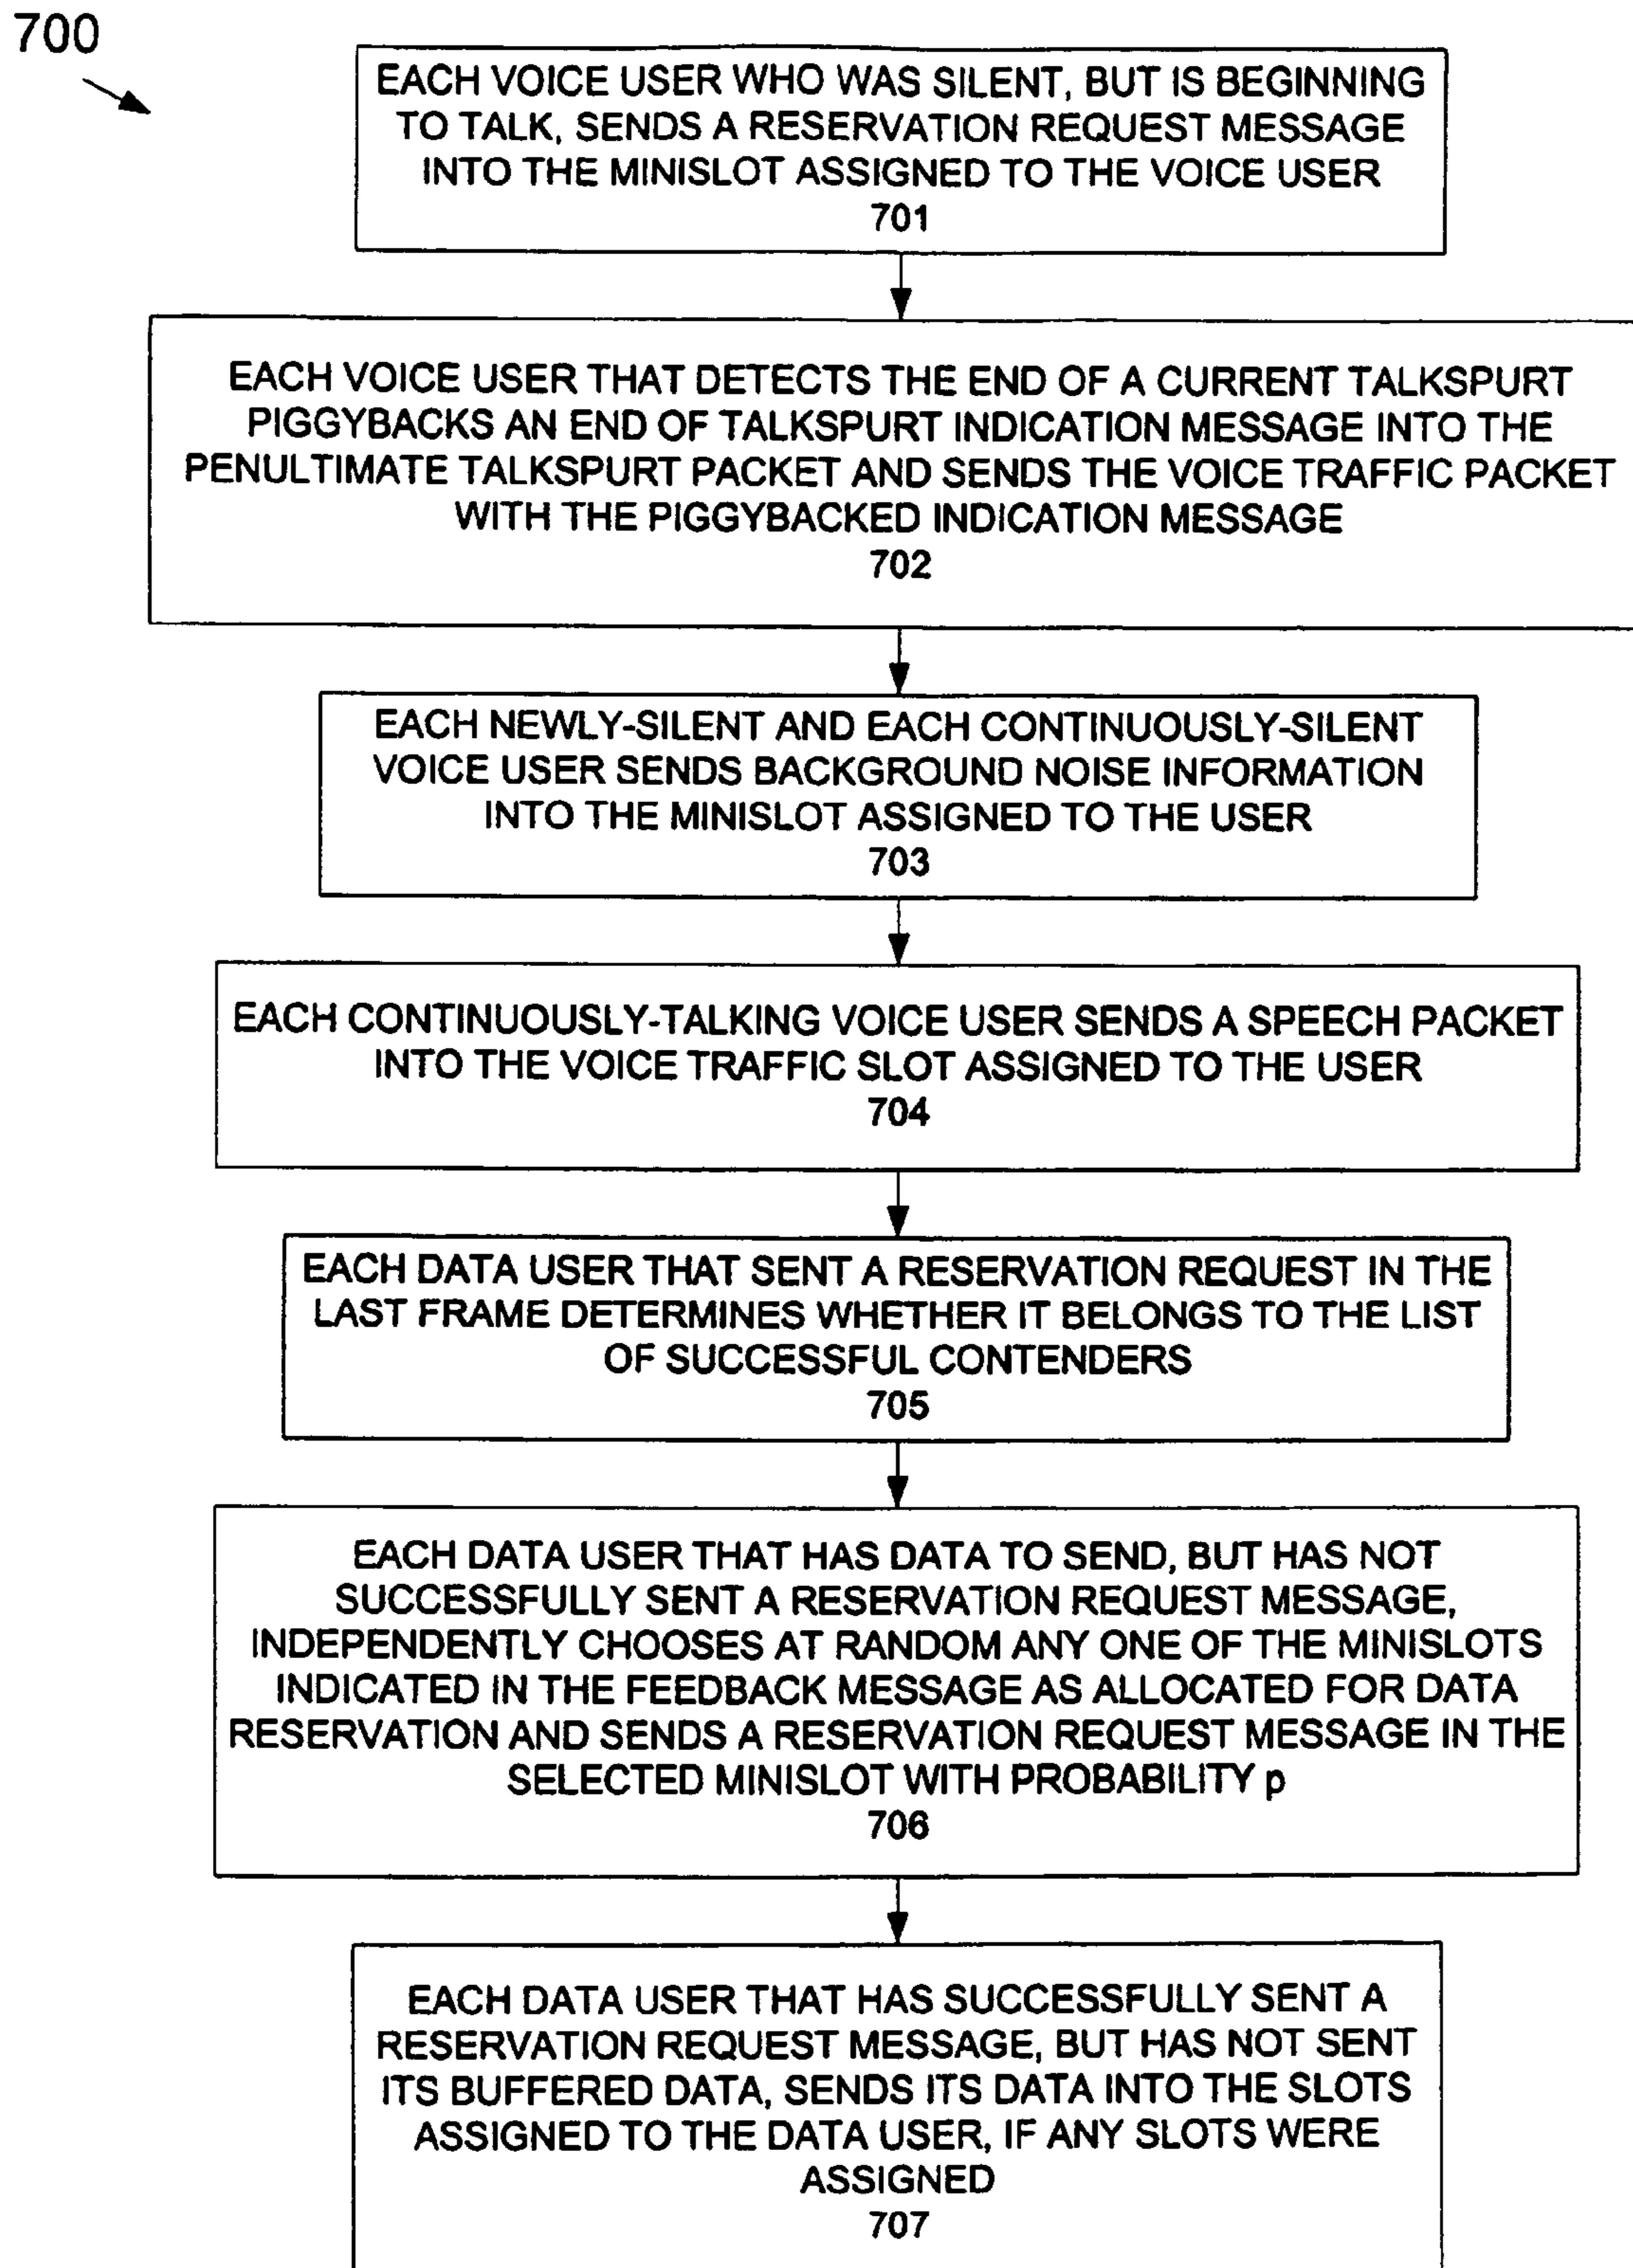 700
EACH VOICE USER WHO WAS SILENT, BUT IS BEGINNING
TO TALK, SENDS A RESERVATION REQUEST MESSAGE
INTO THE MINISLOT ASSIGNED TO THE VOICE USER
701
EACH VOICE USER THAT DETECTS THE END OF A CURRENT TALKSPURT
PIGGYBACKS AN END OF TALKSPURT INDICATION MESSAGE INTO THE
PENULTIMATE TALKSPURT PACKET AND SENDS THE VOICE TRAFFIC PACKET
WITH THE PIGGYBACKED INDICATION MESSAGE
702
EACH NEWLY-SILENT AND EACH CONTINUOUSLY-SILENT
VOICE USER SENDS BACKGROUND NOISE INFORMATION
INTO THE MINISLOT ASSIGNED TO THE USER
703
EACH CONTINUOUSLY-TALKING VOICE USER SENDS A SPEECH PACKET
INTO THE VOICE TRAFFIC SLOT ASSIGNED TO THE USER
704
EACH DATA USER THAT SENT A RESERVATION REQUEST IN THE
LAST FRAME DETERMINES WHETHER IT BELONGS TO THE LIST
OF SUCCESSFUL CONTENDERS
705
EACH DATA USER THAT HAS DATA TO SEND, BUT HAS NOT
SUCCESSFULLY SENT A RESERVATION REQUEST MESSAGE,
INDEPENDENTLY CHOOSES AT RANDOM ANY ONE OF THE MINISLOTS
INDICATED IN THE FEEDBACK MESSAGE AS ALLOCATED FOR DATA
RESERVATION AND SENDS A RESERVATION REQUEST MESSAGE IN THE
SELECTED MINISLOT WITH PROBABILITY p
706
EACH DATA USER THAT HAS SUCCESSFULLY SENT A
RESERVATION REQUEST MESSAGE, BUT HAS NOT SENT
ITS BUFFERED DATA, SENDS ITS DATA INTO THE SLOTS
ASSIGNED TO THE DATA USER, IF ANY SLOTS WERE
ASSIGNED
707